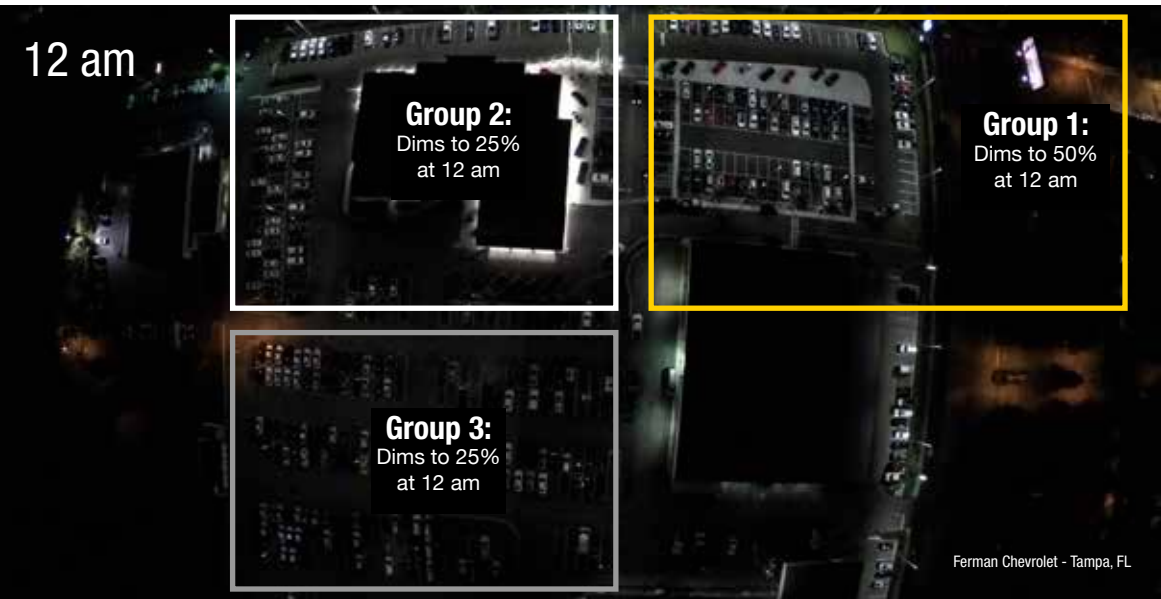 12 am
Group 2:
Dims to 25%
at 12 am
Group 1:
Dims to 50%
at 12 am
Group 3:
Dims to 25%
at 12 am
Ferman Chevrolet - Tampa, FL